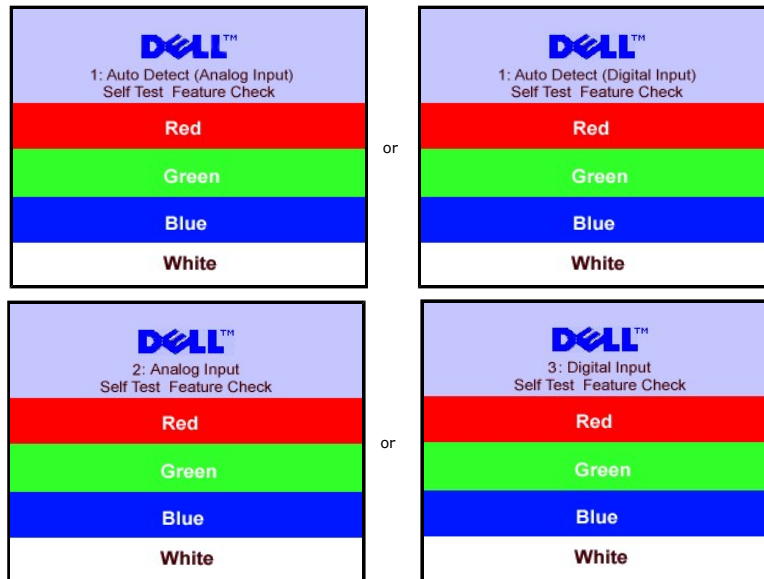 DELL™
1: Auto Detect (Analog Input)
Self Test Feature Check
Red
Green
Blue
White
or
DELL™
1: Auto Detect (Digital Input)
Self Test Feature Check
Red
Green
Blue
White
DELL™
2: Analog Input
Self Test Feature Check
Red
Green
Blue
White
or
DELL™
3: Digital Input
Self Test Feature Check
Red
Green
Blue
White